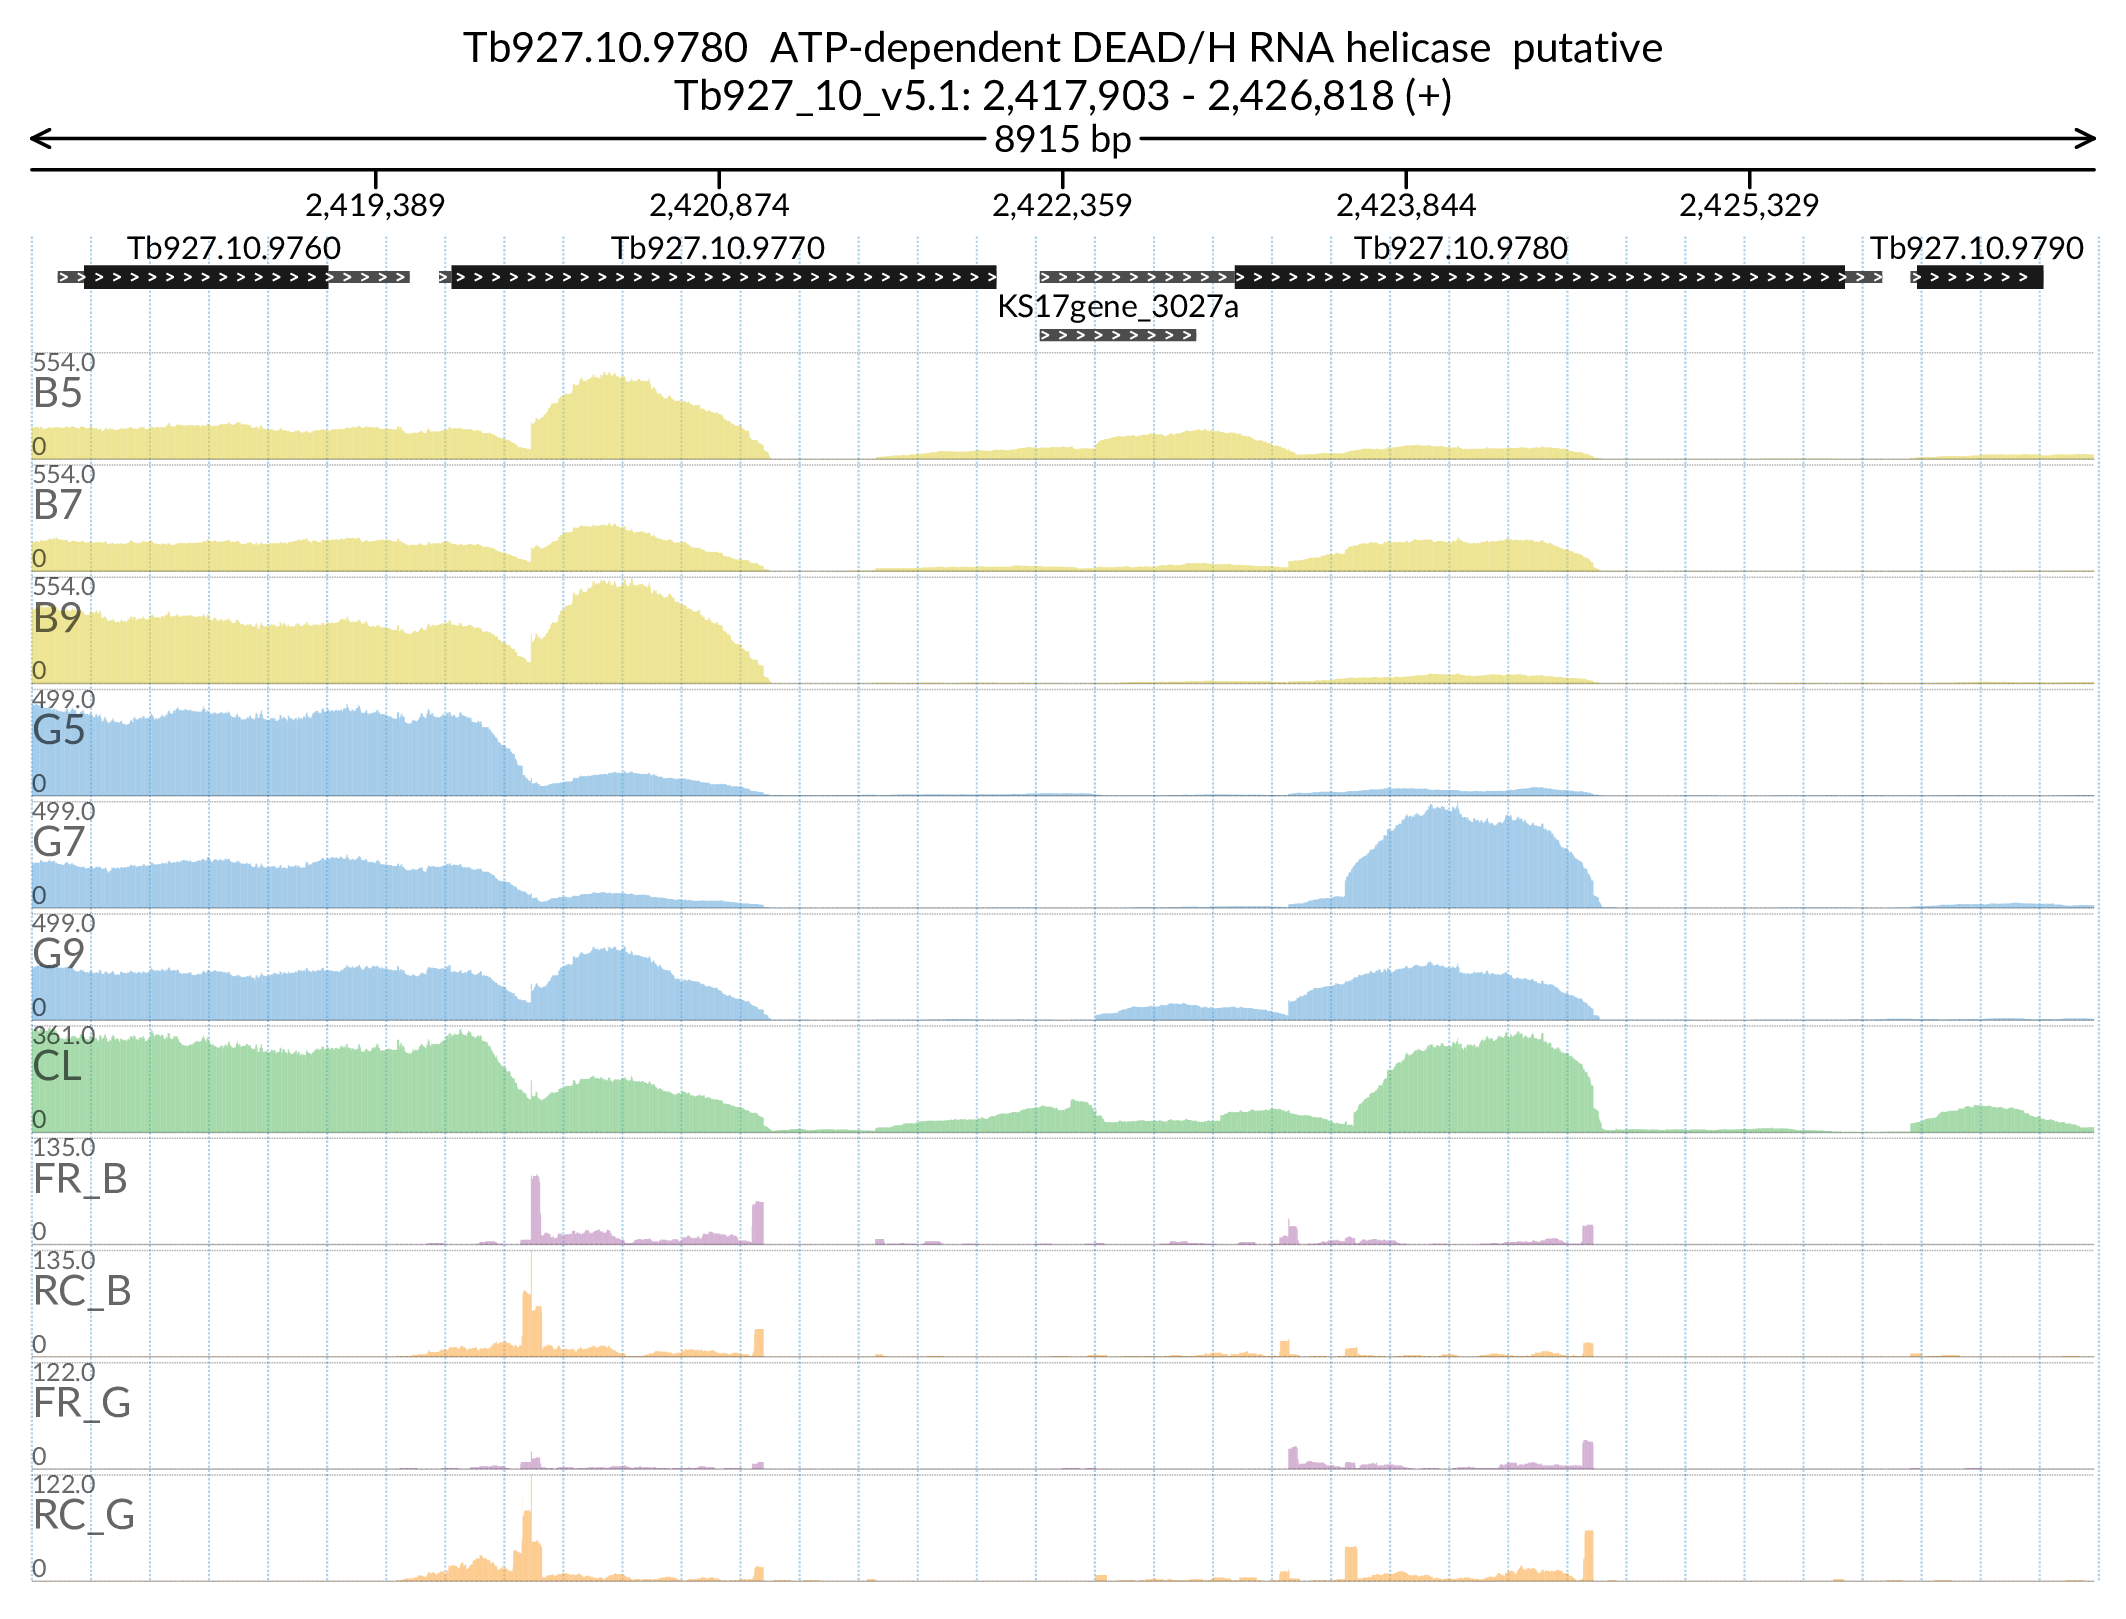 Tb927.10.9780 ATP-dependent DEAD/H RNA helicase putative
Tb927_10_v5.1: 2,417,903 - 2,426,818 (+)
8915 bp
2,419,389 2,420,874 2,422,359 2,423,844 2,425,329
Tb927.10.9760 Tb927.10.9770 Tb927.10.9780 Tb927.10.9790
KS17gene_3027a
554.0
B5
0
554.0
B7
0
554.0
B9
0
499.0
G5
0
499.0
G7
0
499.0
G9
0
361.0
CL
0
135.0
FR_B
0
135.0
RC_B
0
122.0
FR_G
0
122.0
RC_G
0